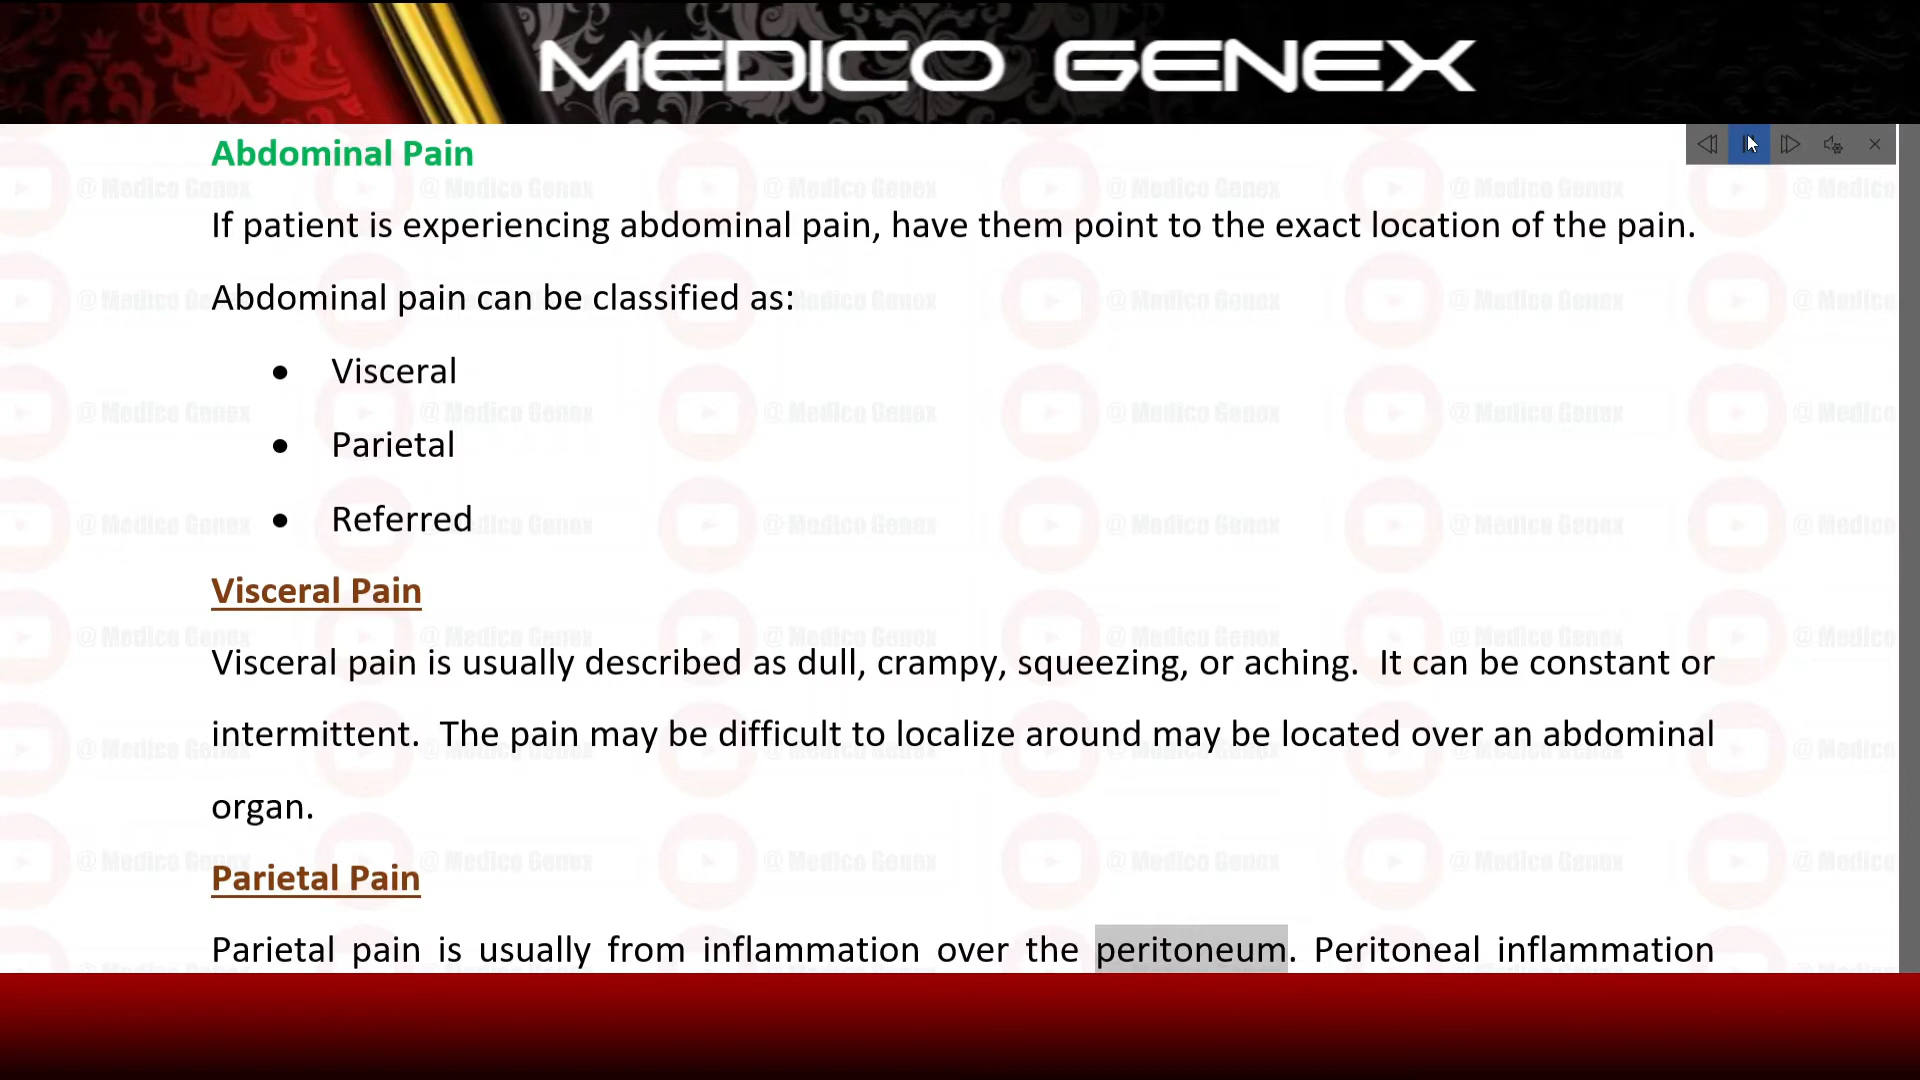 MEDICO GENEX
Abdominal Pain
If patient is experiencing abdominal pain, have them point to the exact location of the pain.
Abdominal pain can be classified as:
• Visceral
• Parietal
• Referred
Visceral Pain
Visceral pain is usually described as dull, crampy, squeezing, or aching. It can be constant or
intermittent. The pain may be difficult to localize around may be located over an abdominal
organ.
Parietal Pain
Parietal pain is usually from inflammation over the peritoneum. Peritoneal inflammation
@Medico Genex